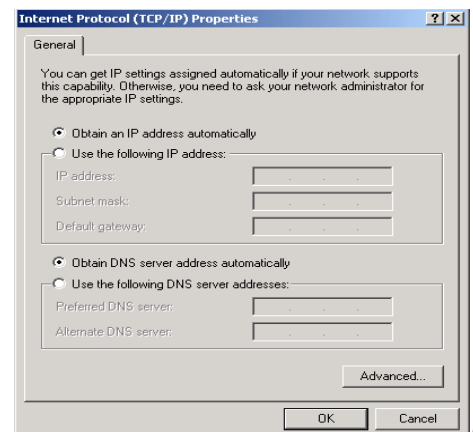 Internet Protocol (TCP/IP) Properties
General
You can get IP settings assigned automatically if your network supports
this capability. Otherwise, you need to ask your network administrator for
the appropriate IP settings.
Obtain an IP address automatically
Use the following IP address:
IP address:
Subnet mask:
Default gateway:
Obtain DNS server address automatically
Use the following DNS server addresses:
Preferred DNS server:
Alternate DNS server:
Advanced...
OK Cancel